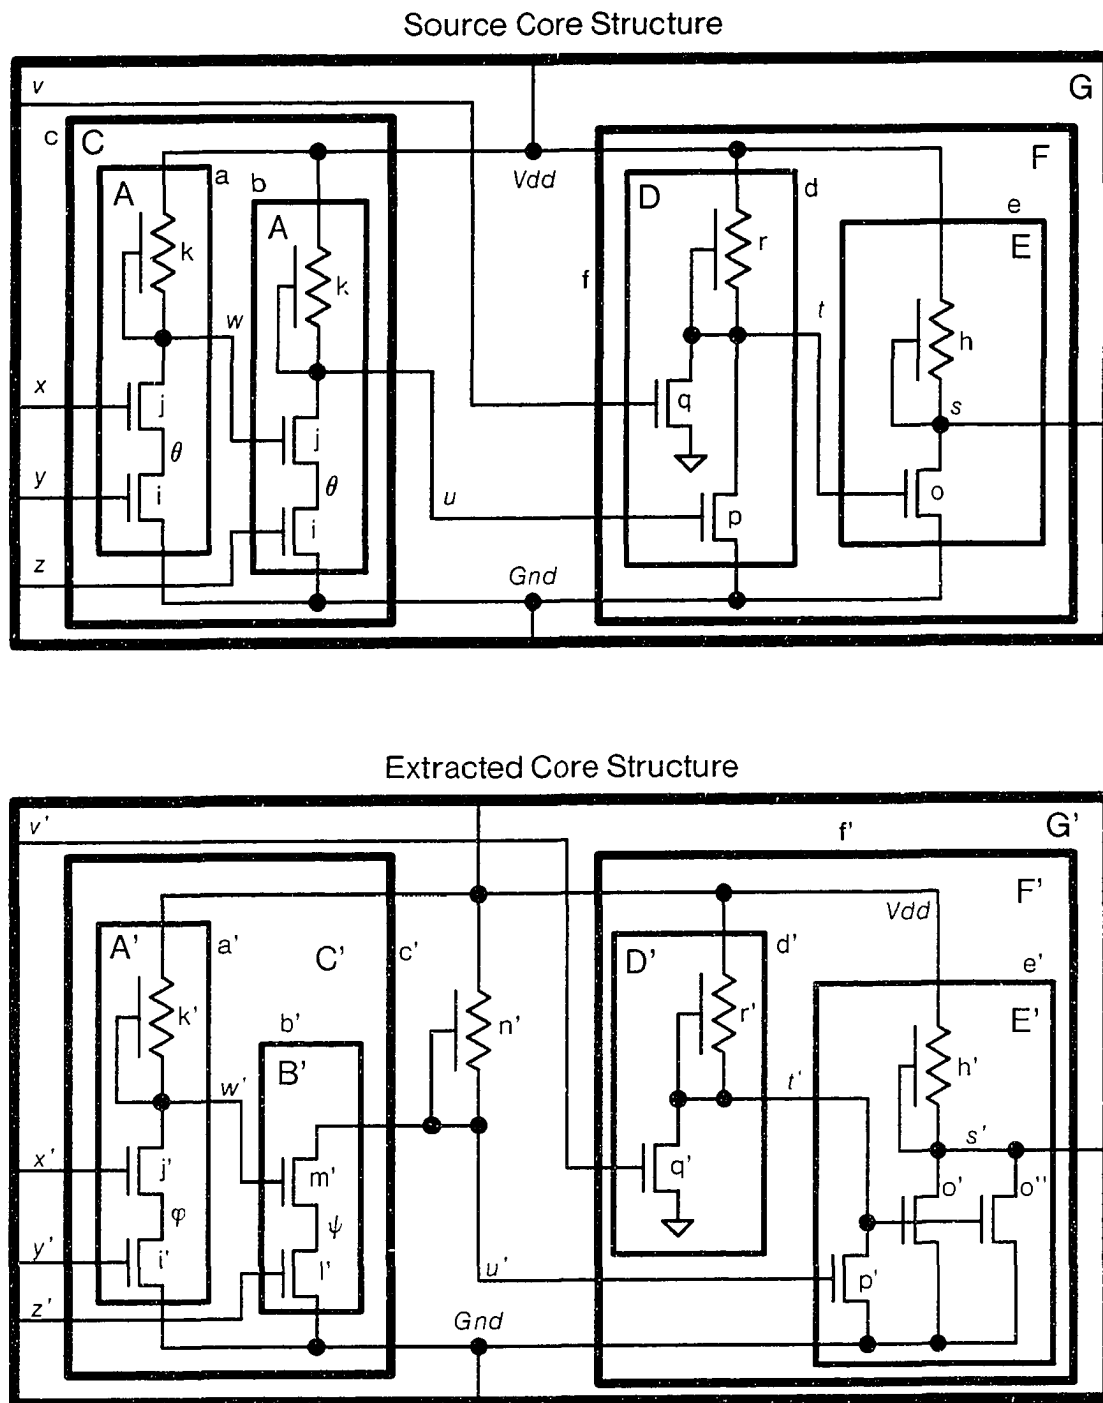 Source Core Structure
v
G
c C
F
a
Vdd
A
b
D
d
A
e
E
k
r
k
f
w
t
h
x
j
q
s
θ
j
y
i
θ
u
p
o
i
z
Gnd
Extracted Core Structure
v'
f'
G'
F'
Vdd
A'
a'
C'
c'
D'
d'
e'
E'
k'
n'
r'
b'
B'
h'
w'
t'
s'
x'
j'
m'
q'
o'
o''
φ
ψ
y'
i'
l'
u'
p'
z'
Gnd